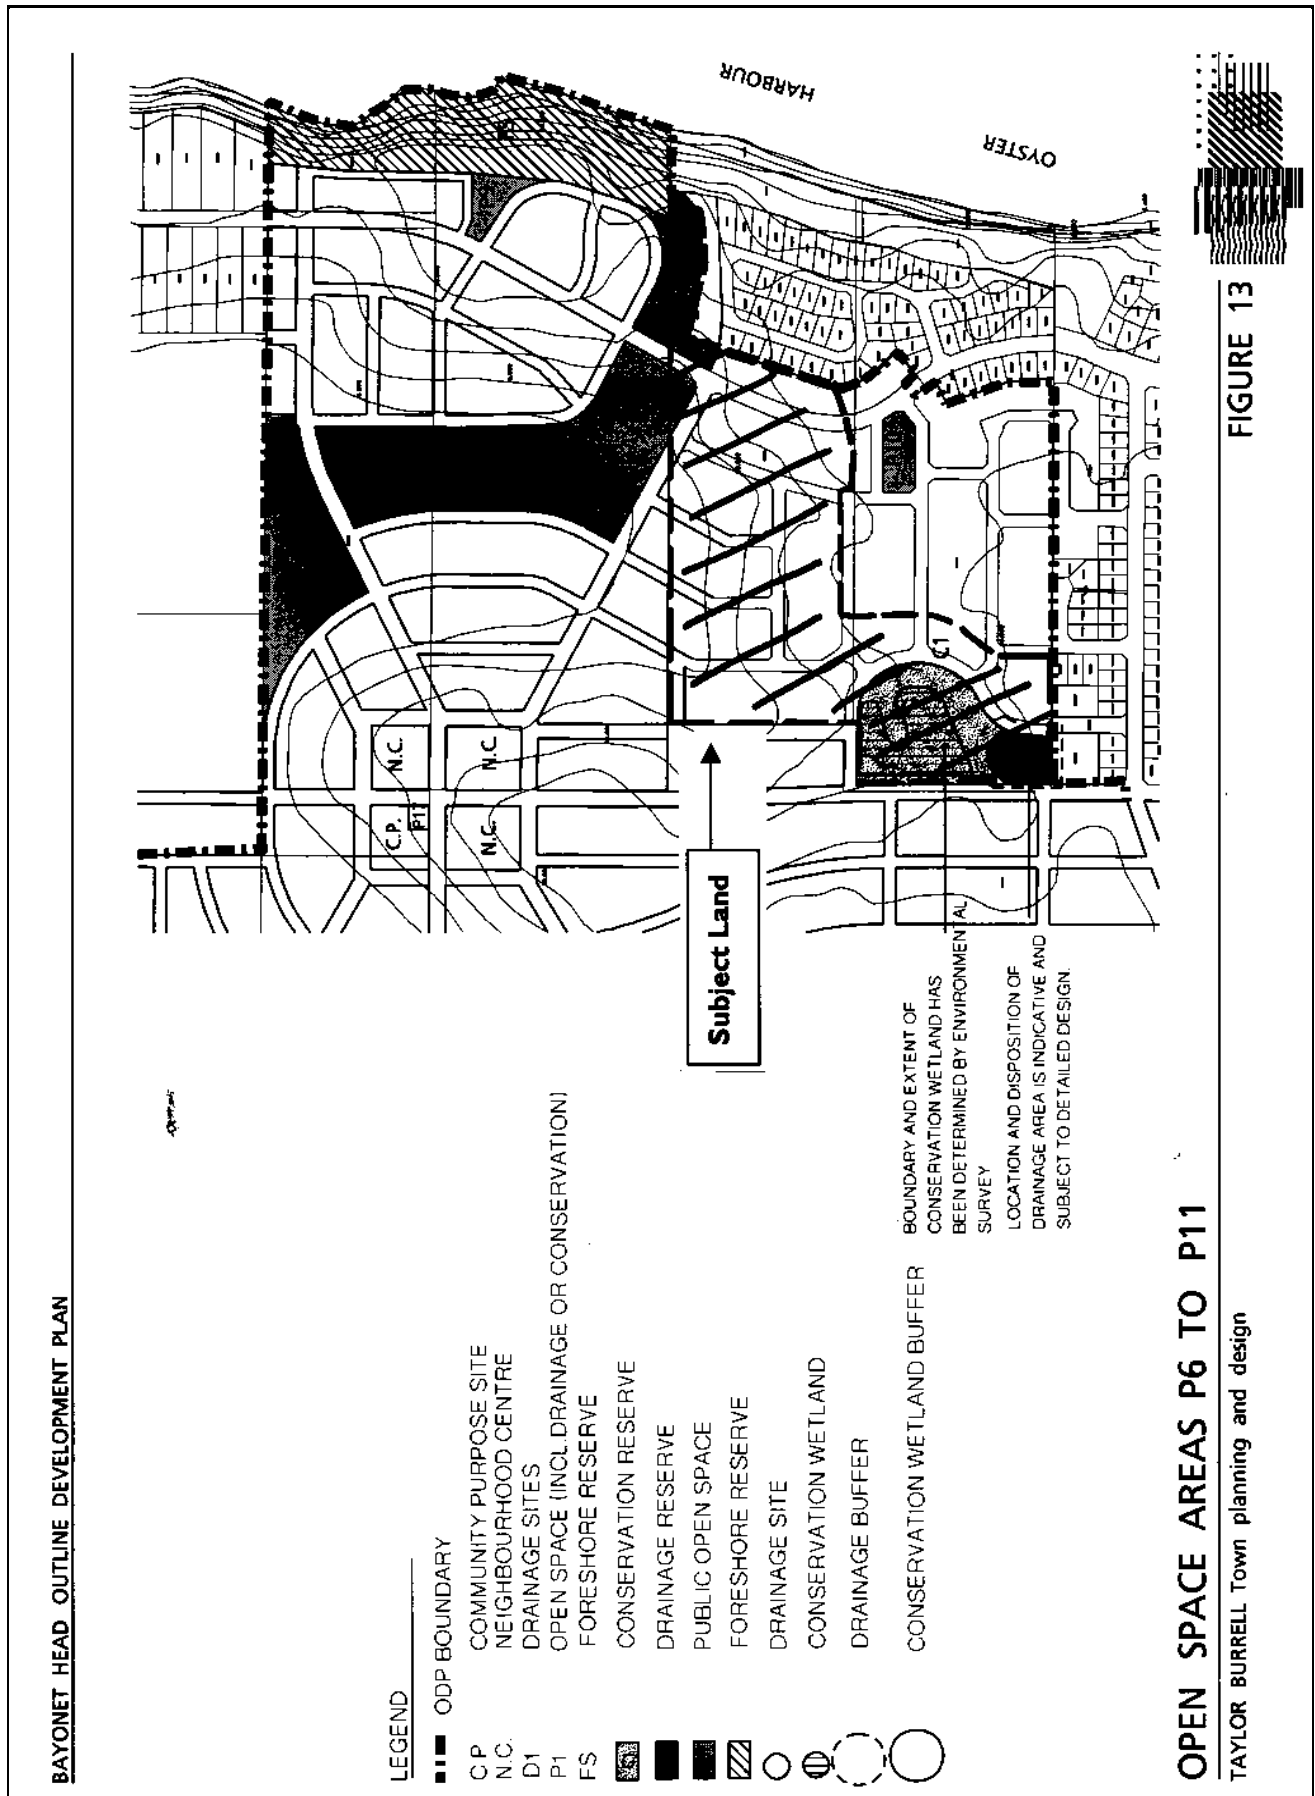 BAYONET HEAD OUTLINE DEVELOPMENT PLAN
LEGEND
ODP BOUNDARY
C P COMMUNITY PURPOSE SITE
N.C. NEIGHBOURHOOD CENTRE
D1 DRAINAGE SITES
P1 OPEN SPACE (INCL.DRAINAGE OR CONSERVATION)
FS FORESHORE RESERVE
CONSERVATION RESERVE
DRAINAGE RESERVE
PUBLIC OPEN SPACE
FORESHORE RESERVE
DRAINAGE SITE
CONSERVATION WETLAND
DRAINAGE BUFFER
CONSERVATION WETLAND BUFFER
BOUNDARY AND EXTENT OF
CONSERVATION WETLAND HAS
BEEN DETERMINED BY ENVIRONMENTAL
SURVEY
LOCATION AND DISPOSITION OF
DRAINAGE AREA IS INDICATIVE AND
SUBJECT TO DETAILED DESIGN.
Subject Land
C.P.
P17
N.C.
N.C.
N.C.
C1
HARBOUR
OYSTER
OPEN SPACE AREAS P6 TO P11
FIGURE 13
TAYLOR BURRELL Town planning and design